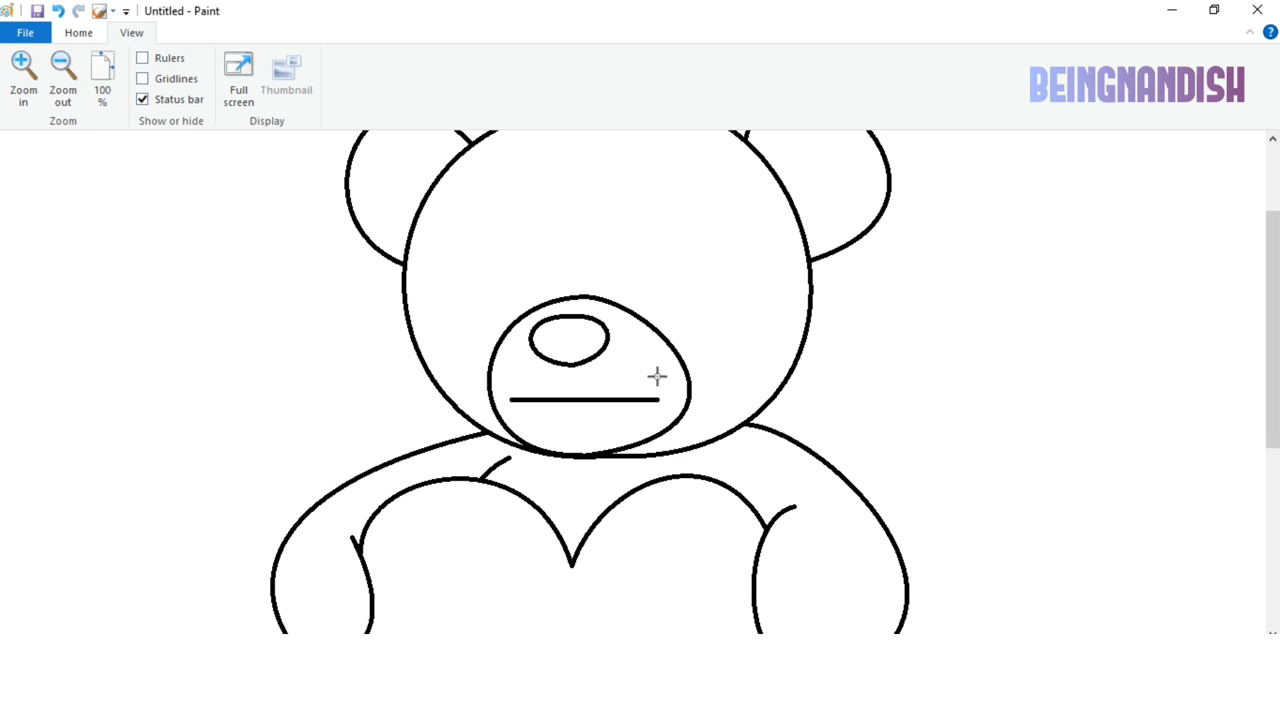 Untitled - Paint
File Home View
Zoom in Zoom out 100 % Rulers Gridlines Status bar Full screen Thumbnail
Zoom Show or hide Display
BEINGNANDISH